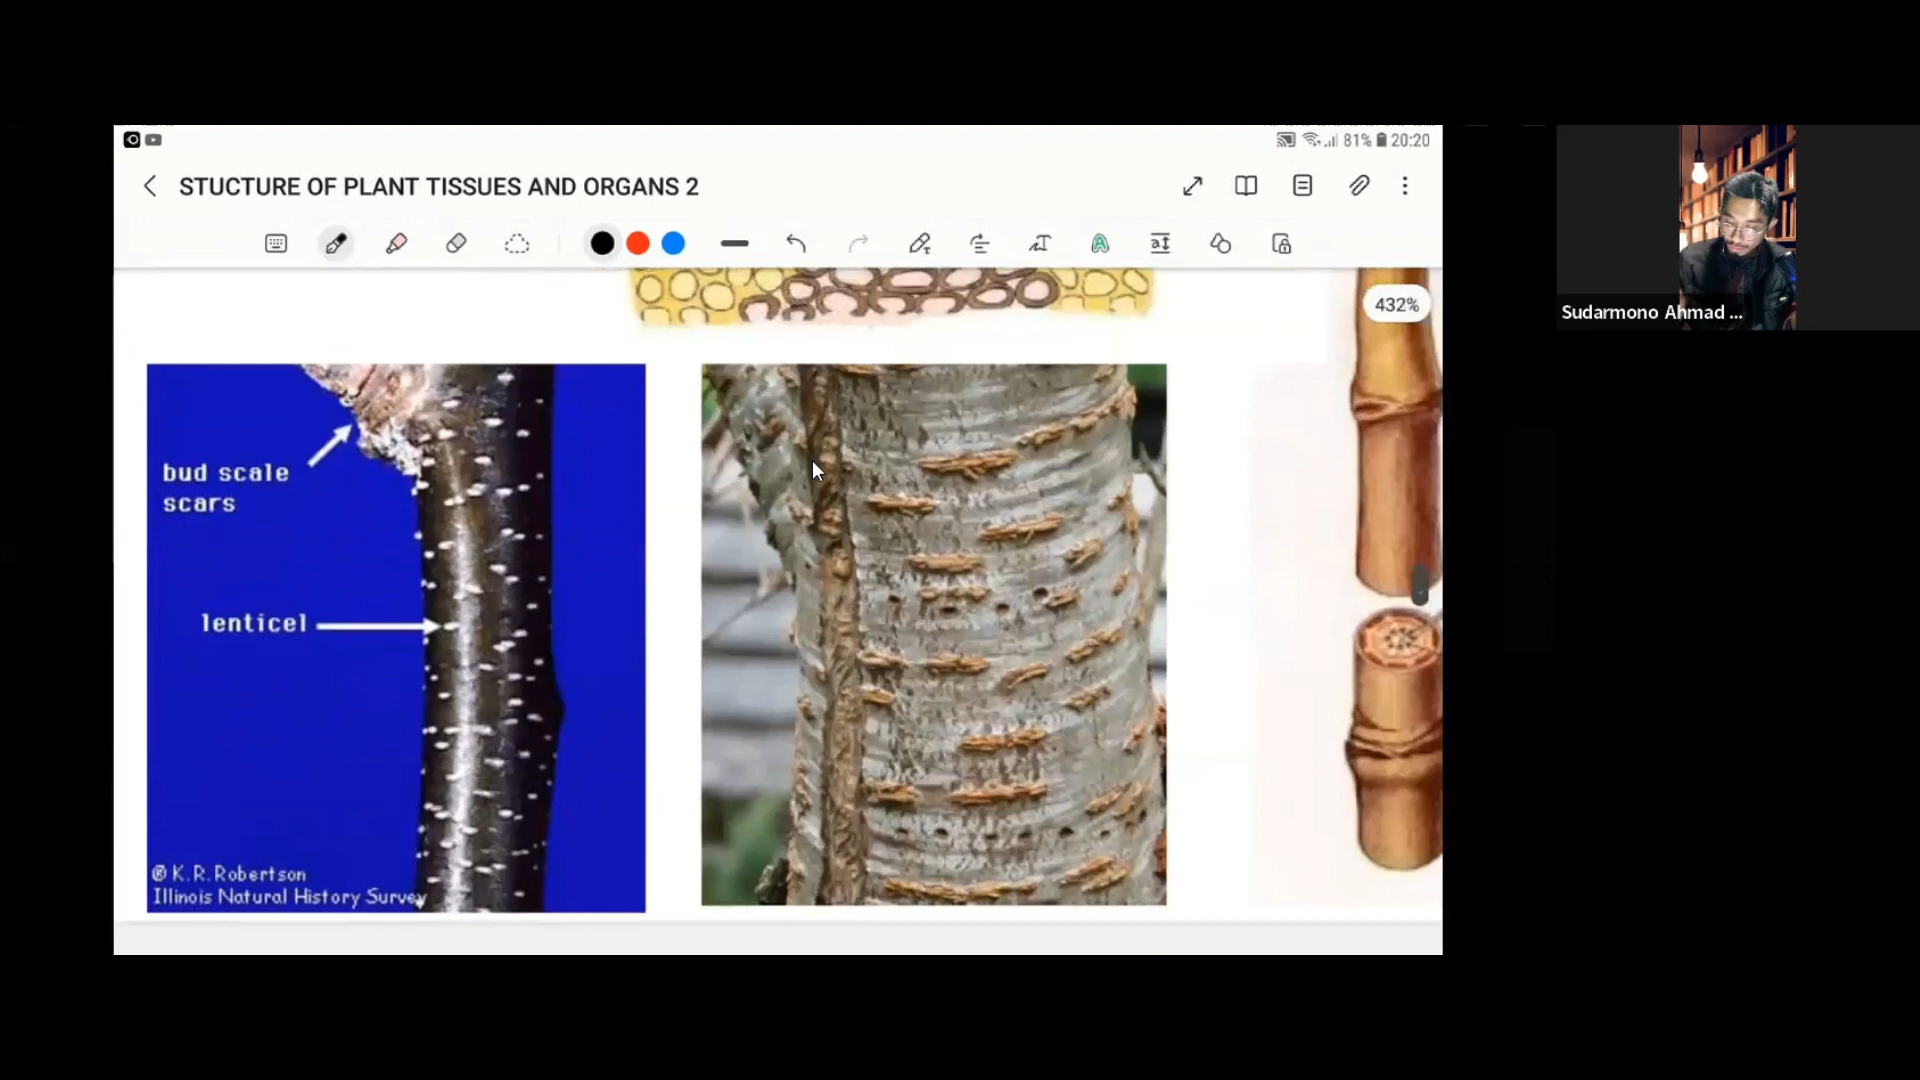 81% 20:20
STUCTURE OF PLANT TISSUES AND ORGANS 2
432%
bud scale
scars
lenticel
© K.R.Robertson
Illinois Natural History Survey
Sudarmono Ahmad ...